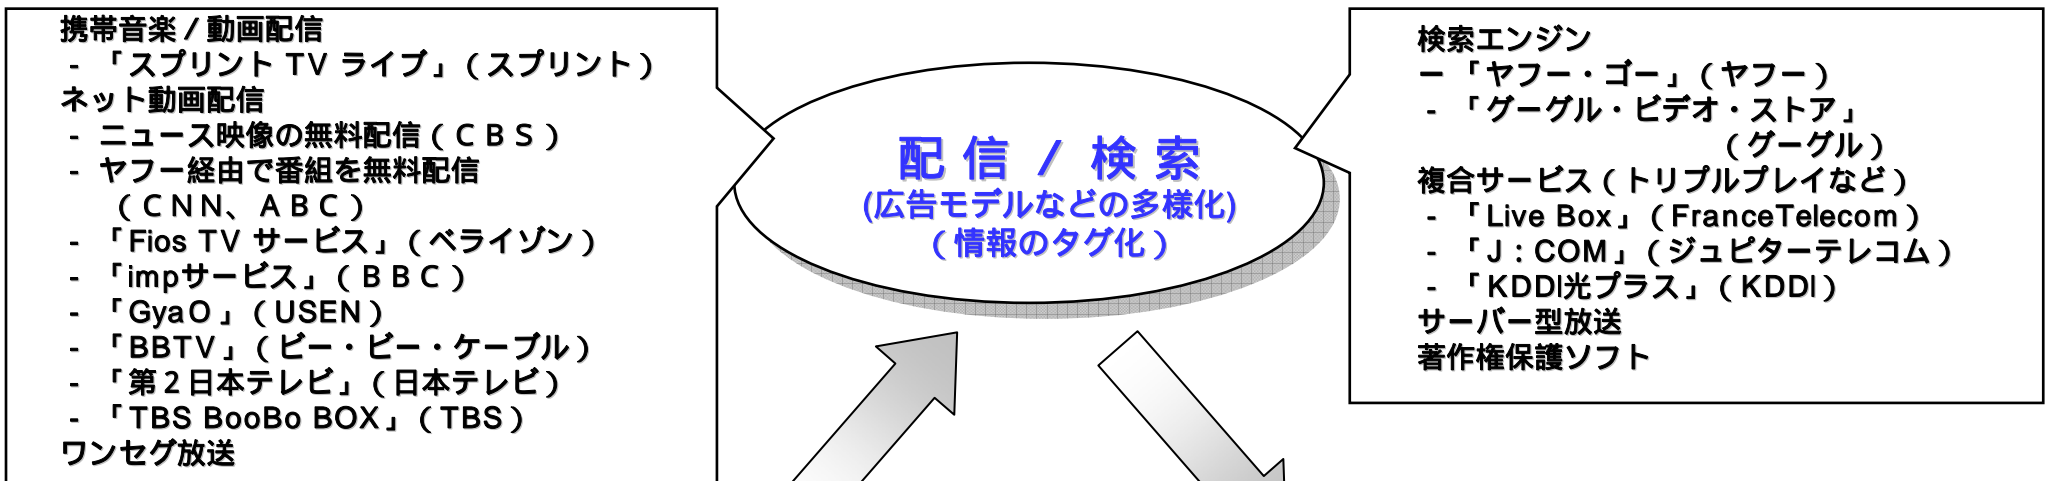 携帯音楽/動画配信
- 「スプリント TV ライブ」(スプリント)
ネット動画配信
- ニュース映像の無料配信(CBS)
- ヤフー経由で番組を無料配信
(CNN、ABC)
- 「Fios TV サービス」(ベライゾン)
- 「impサービス」(BBC)
- 「GyaO」(USEN)
- 「BBTV」(ビー・ビー・ケーブル)
- 「第2日本テレビ」(日本テレビ)
- 「TBS BooBo BOX」(TBS)
ワンセグ放送
配信/検索
(広告モデルなどの多様化)
(情報のタグ化)
検索エンジン
ー「ヤフー・ゴー」(ヤフー)
- 「グーグル・ビデオ・ストア」
(グーグル)
複合サービス(トリプルプレイなど)
- 「Live Box」(FranceTelecom)
- 「J:COM」(ジュピターテレコム)
- 「KDDI光プラス」(KDDI)
サーバー型放送
著作権保護ソフト